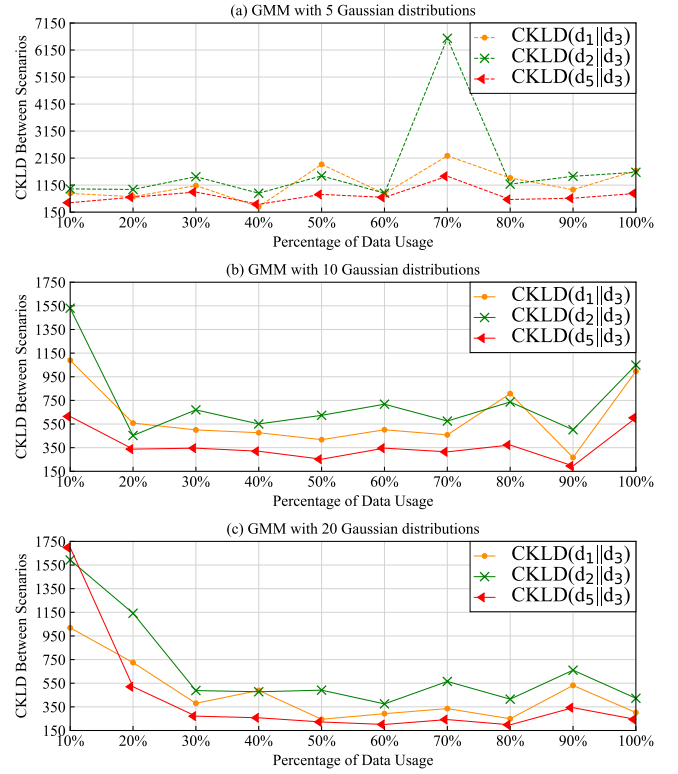 (a) GMM with 5 Gaussian distributions
7150
6150
5150
4150
3150
2150
1150
150
CKLD Between Scenarios
CKLD(d1||d3)
CKLD(d2||d3)
CKLD(d5||d3)
10% 20% 30% 40% 50% 60% 70% 80% 90% 100%
Percentage of Data Usage
(b) GMM with 10 Gaussian distributions
1750
1550
1350
1150
950
750
550
350
150
CKLD Between Scenarios
CKLD(d1||d3)
CKLD(d2||d3)
CKLD(d5||d3)
10% 20% 30% 40% 50% 60% 70% 80% 90% 100%
Percentage of Data Usage
(c) GMM with 20 Gaussian distributions
1750
1550
1350
1150
950
750
550
350
150
CKLD Between Scenarios
CKLD(d1||d3)
CKLD(d2||d3)
CKLD(d5||d3)
10% 20% 30% 40% 50% 60% 70% 80% 90% 100%
Percentage of Data Usage